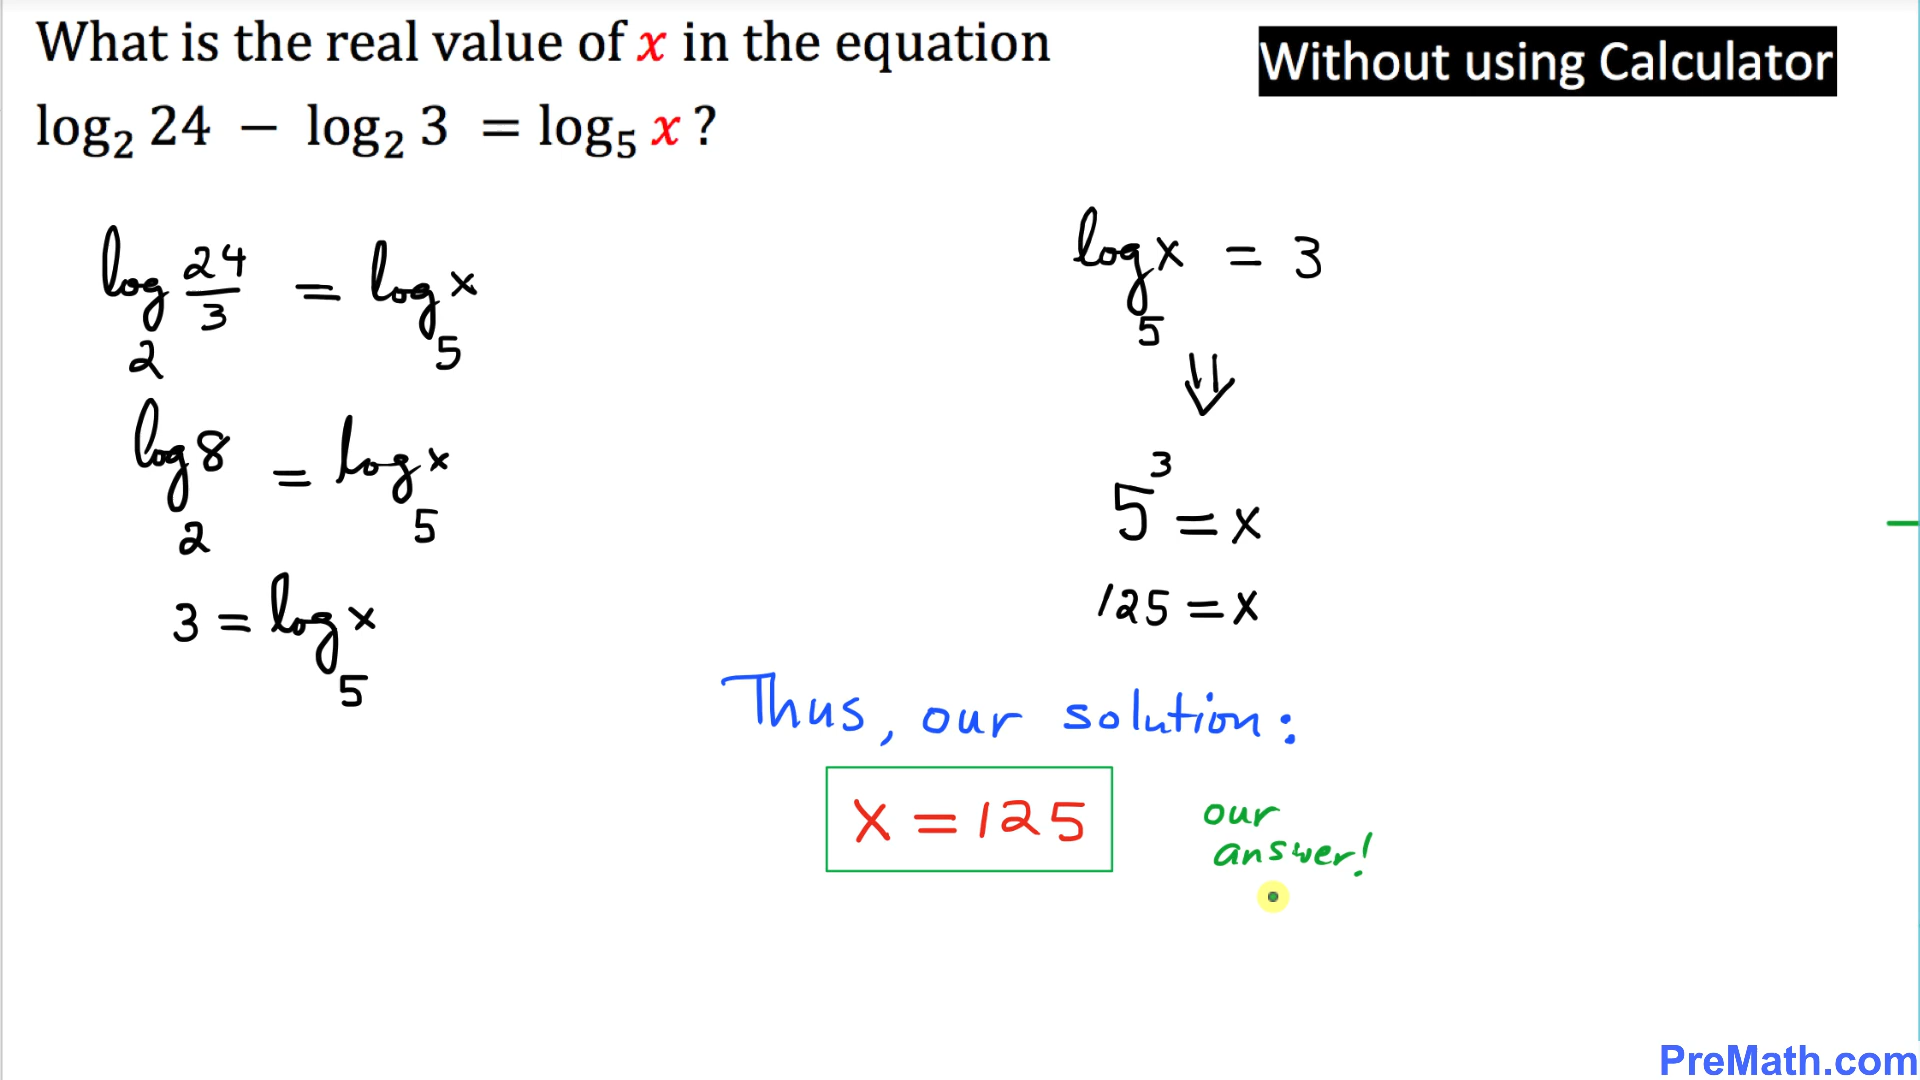 What is the real value of x in the equation
log₂ 24 − log₂ 3 = log₅ x ?
Without using Calculator
log₂ 24/3 = log₅ x
log₂ 8 = log₅ x
3 = log₅ x
log₅ x = 3
⇓
5³ = x
125 = x
Thus, our solution:
x = 125
our
answer!
PreMath.com